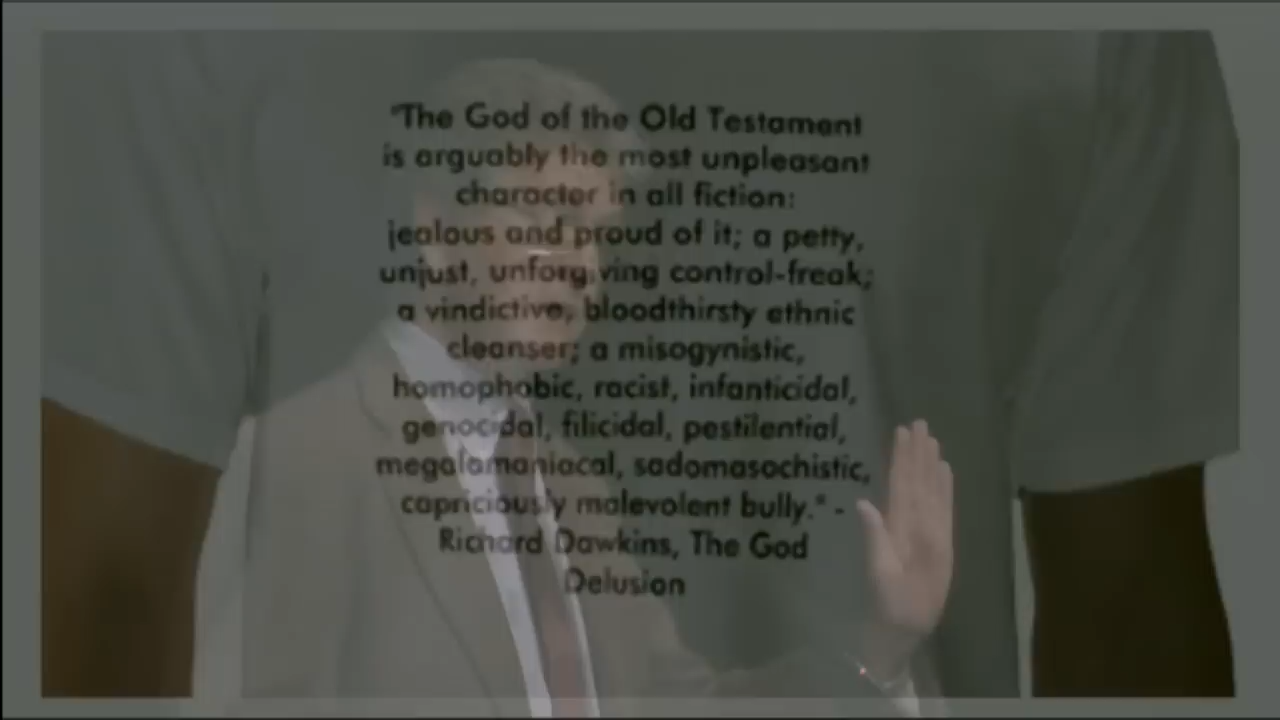 "The God of the Old Testament
is arguably the most unpleasant
character in all fiction:
jealous and proud of it; a petty,
unjust, unforgiving control-freak;
a vindictive, bloodthirsty ethnic
cleanser; a misogynistic,
homophobic, racist, infanticidal,
genocidal, filicidal, pestilential,
megalomaniacal, sadomasochistic,
capriciously malevolent bully." -
Richard Dawkins, The God
Delusion